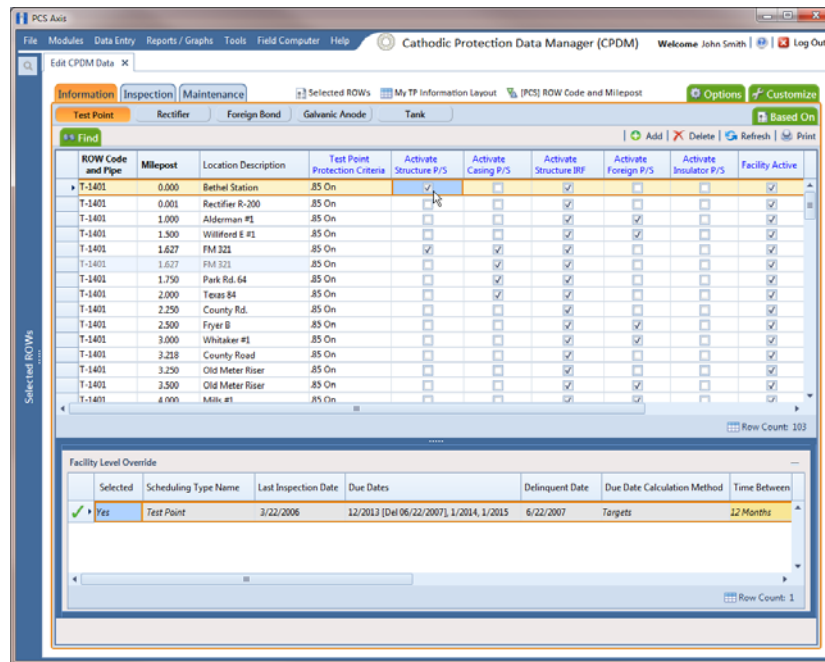 PCS Axis
File Modules Data Entry Reports / Graphs Tools Field Computer Help Cathodic Protection Data Manager (CPDM) Welcome John Smith Log Out
Edit CPDM Data
Information Inspection Maintenance Selected ROWs My TP Information Layout [PCS] ROW Code and Milepost Options Customize
Test Point Rectifier Foreign Bond Galvanic Anode Tank Based On
Find Add Delete Refresh Print
ROW Code and Pipe Milepost Location Description Test Point Protection Criteria Activate Structure P/S Activate Casing P/S Activate Structure IRF Activate Foreign P/S Activate Insulator P/S Facility Active
T-1401 0.000 Bethel Station .85 On
T-1401 0.001 Rectifier R-200 .85 On
T-1401 1.000 Alderman #1 .85 On
T-1401 1.500 Williford E #1 .85 On
T-1401 1.627 FM 321 .85 On
T-1401 1.627 FM 321 .85 On
T-1401 1.750 Park Rd. 64 .85 On
T-1401 2.000 Texas 84 .85 On
T-1401 2.250 County Rd. .85 On
T-1401 2.500 Fryer B .85 On
T-1401 3.000 Whitaker #1 .85 On
T-1401 3.218 County Road .85 On
T-1401 3.250 Old Meter Riser .85 On
T-1401 3.500 Old Meter Riser .85 On
T-1401 4.000 Mills #1 .85 On
Row Count: 103
Selected ROWs
Facility Level Override
Selected Scheduling Type Name Last Inspection Date Due Dates Delinquent Date Due Date Calculation Method Time Between
Yes Test Point 3/22/2006 12/2013 [Del 06/22/2007], 1/2014, 1/2015 6/22/2007 Targets 12 Months
Row Count: 1